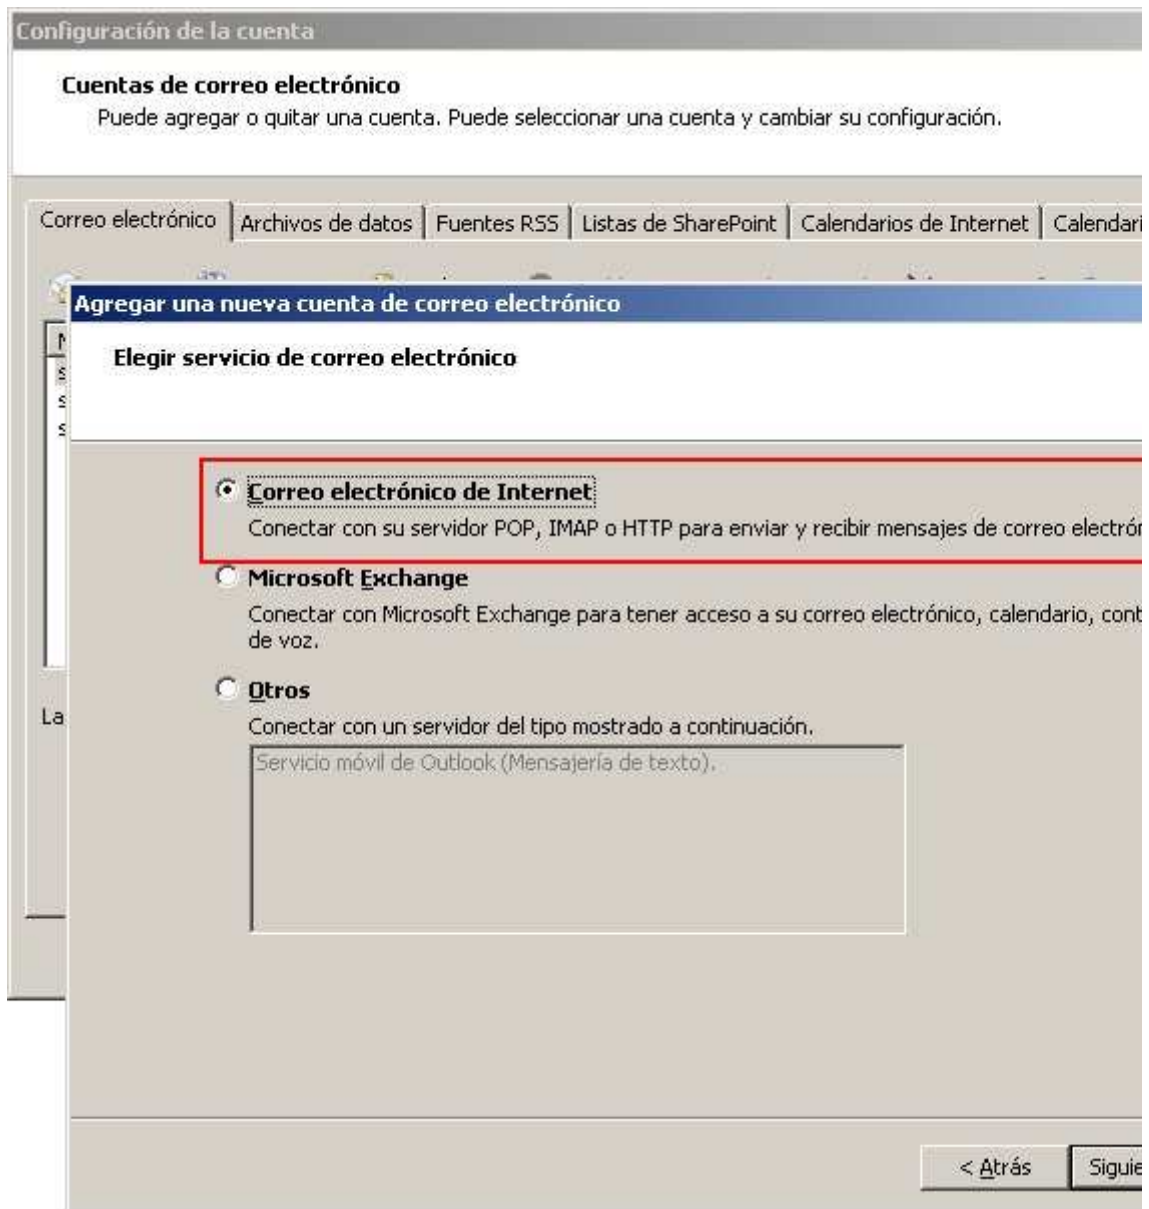 Configuración de la cuenta
Cuentas de correo electrónico
Puede agregar o quitar una cuenta. Puede seleccionar una cuenta y cambiar su configuración.
Correo electrónico Archivos de datos Fuentes RSS Listas de SharePoint Calendarios de Internet Calendari
Agregar una nueva cuenta de correo electrónico
Elegir servicio de correo electrónico
Correo electrónico de Internet
Conectar con su servidor POP, IMAP o HTTP para enviar y recibir mensajes de correo electrón
Microsoft Exchange
Conectar con Microsoft Exchange para tener acceso a su correo electrónico, calendario, cont
de voz.
La
Otros
Conectar con un servidor del tipo mostrado a continuación.
Servicio móvil de Outlook (Mensajería de texto).
< Atrás Siguie